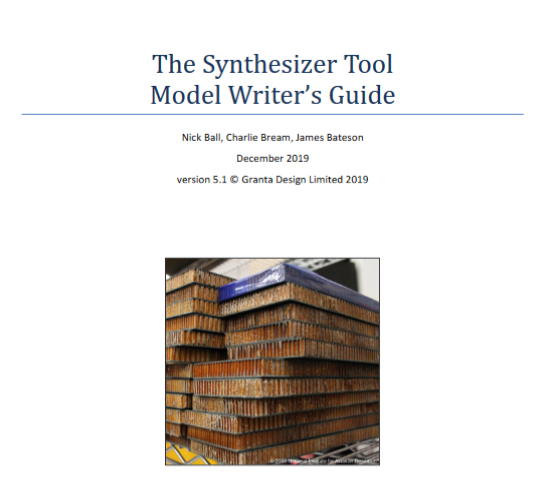 The Synthesizer Tool
Model Writer's Guide
Nick Ball, Charlie Bream, James Bateson
December 2019
version 5.1 © Granta Design Limited 2019